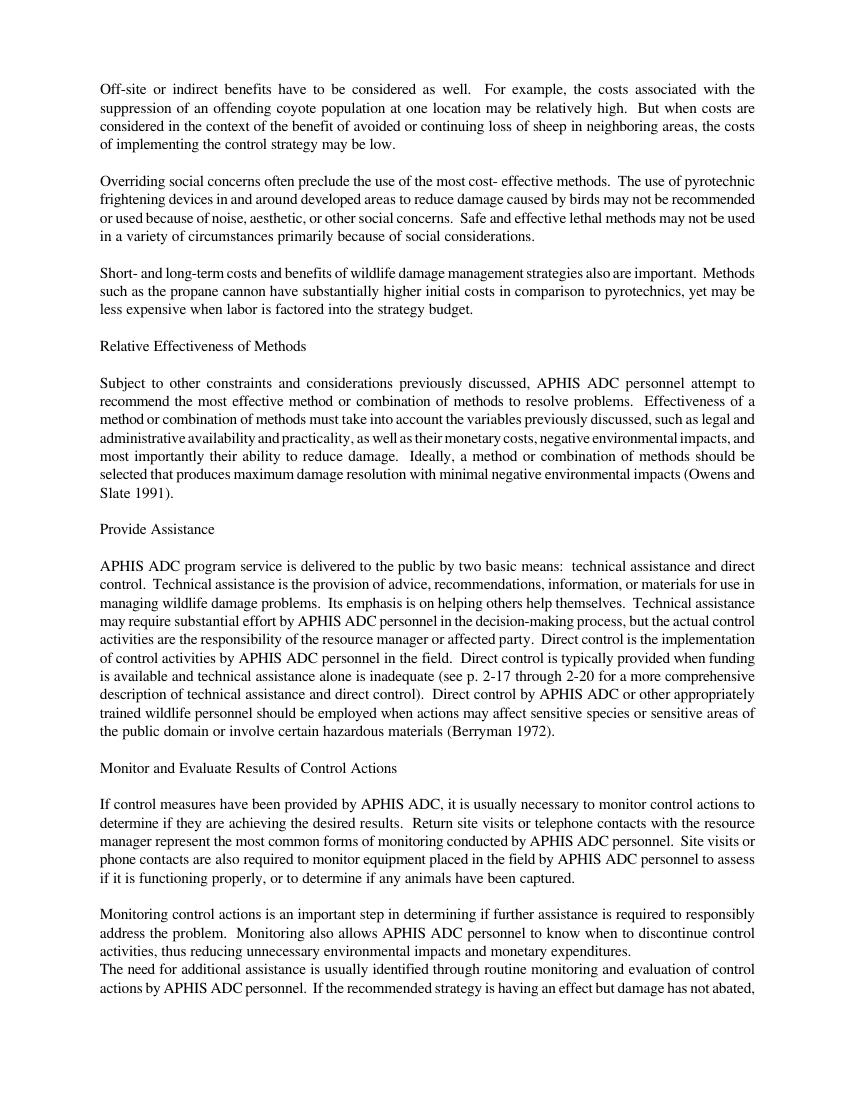 Off-site or indirect benefits have to be considered as well. For example, the costs associated with the
suppression of an offending coyote population at one location may be relatively high. But when costs are
considered in the context of the benefit of avoided or continuing loss of sheep in neighboring areas, the costs
of implementing the control strategy may be low.
Overriding social concerns often preclude the use of the most cost- effective methods. The use of pyrotechnic
frightening devices in and around developed areas to reduce damage caused by birds may not be recommended
or used because of noise, aesthetic, or other social concerns. Safe and effective lethal methods may not be used
in a variety of circumstances primarily because of social considerations.
Short- and long-term costs and benefits of wildlife damage management strategies also are important. Methods
such as the propane cannon have substantially higher initial costs in comparison to pyrotechnics, yet may be
less expensive when labor is factored into the strategy budget.
Relative Effectiveness of Methods
Subject to other constraints and considerations previously discussed, APHIS ADC personnel attempt to
recommend the most effective method or combination of methods to resolve problems. Effectiveness of a
method or combination of methods must take into account the variables previously discussed, such as legal and
administrative availability and practicality, as well as their monetary costs, negative environmental impacts, and
most importantly their ability to reduce damage. Ideally, a method or combination of methods should be
selected that produces maximum damage resolution with minimal negative environmental impacts (Owens and
Slate 1991).
Provide Assistance
APHIS ADC program service is delivered to the public by two basic means: technical assistance and direct
control. Technical assistance is the provision of advice, recommendations, information, or materials for use in
managing wildlife damage problems. Its emphasis is on helping others help themselves. Technical assistance
may require substantial effort by APHIS ADC personnel in the decision-making process, but the actual control
activities are the responsibility of the resource manager or affected party. Direct control is the implementation
of control activities by APHIS ADC personnel in the field. Direct control is typically provided when funding
is available and technical assistance alone is inadequate (see p. 2-17 through 2-20 for a more comprehensive
description of technical assistance and direct control). Direct control by APHIS ADC or other appropriately
trained wildlife personnel should be employed when actions may affect sensitive species or sensitive areas of
the public domain or involve certain hazardous materials (Berryman 1972).
Monitor and Evaluate Results of Control Actions
If control measures have been provided by APHIS ADC, it is usually necessary to monitor control actions to
determine if they are achieving the desired results. Return site visits or telephone contacts with the resource
manager represent the most common forms of monitoring conducted by APHIS ADC personnel. Site visits or
phone contacts are also required to monitor equipment placed in the field by APHIS ADC personnel to assess
if it is functioning properly, or to determine if any animals have been captured.
Monitoring control actions is an important step in determining if further assistance is required to responsibly
address the problem. Monitoring also allows APHIS ADC personnel to know when to discontinue control
activities, thus reducing unnecessary environmental impacts and monetary expenditures.
The need for additional assistance is usually identified through routine monitoring and evaluation of control
actions by APHIS ADC personnel. If the recommended strategy is having an effect but damage has not abated,